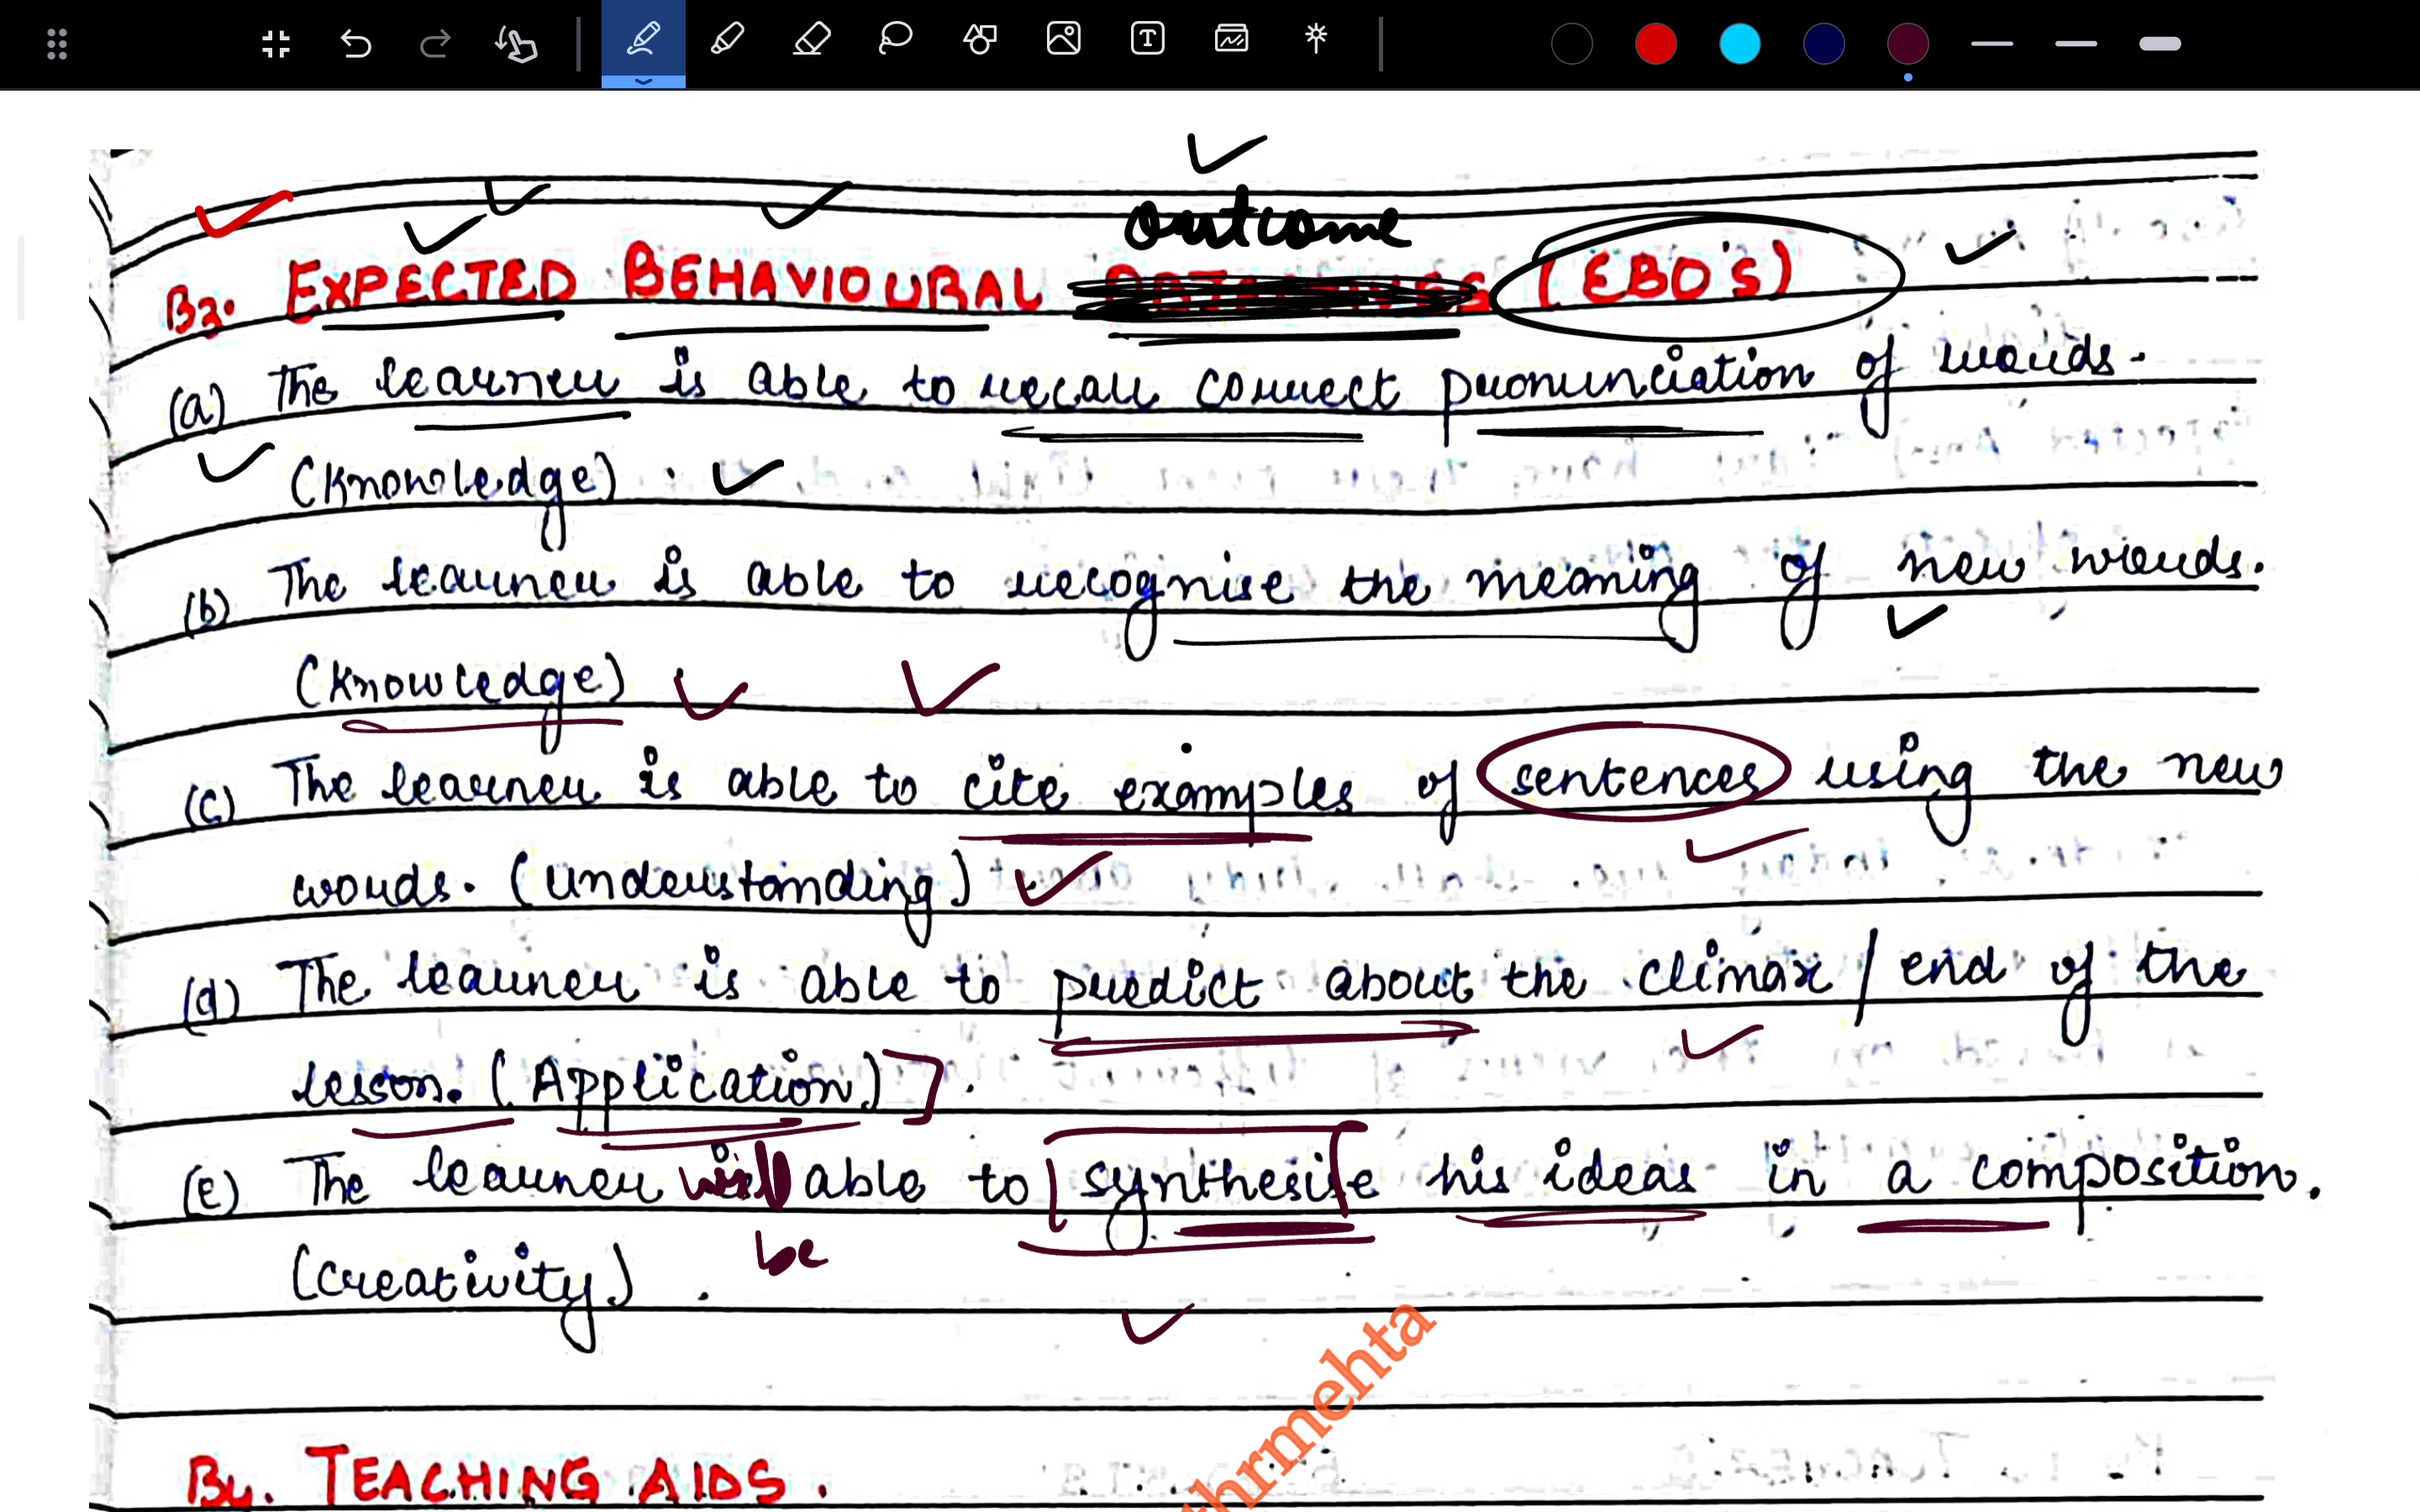 outcome
B3. EXPECTED BEHAVIOURAL (EBO'S)
(a) The learner is able to recall correct pronunciation of words.
(Knowledge).
(b) The learner is able to recognise the meaning of new words.
(Knowledge)
(c) The learner is able to cite examples of sentences using the new
words. (Understanding)
(d) The learner is able to predict about the climax / end of the
lesson. (Application).
(e) The learner will able to synthesise his ideas in a composition.
be
(creativity).
hrmehta
B4. TEACHING AIDS.